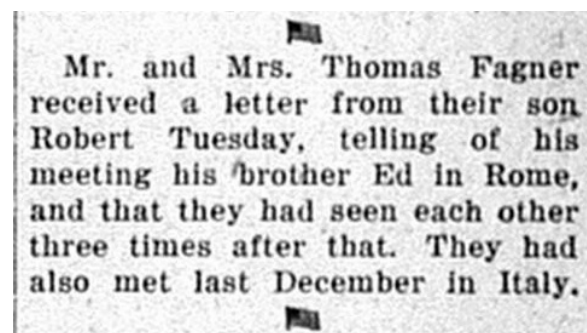 Mr. and Mrs. Thomas Fagner
received a letter from their son
Robert Tuesday, telling of his
meeting his brother Ed in Rome,
and that they had seen each other
three times after that. They had
also met last December in Italy.